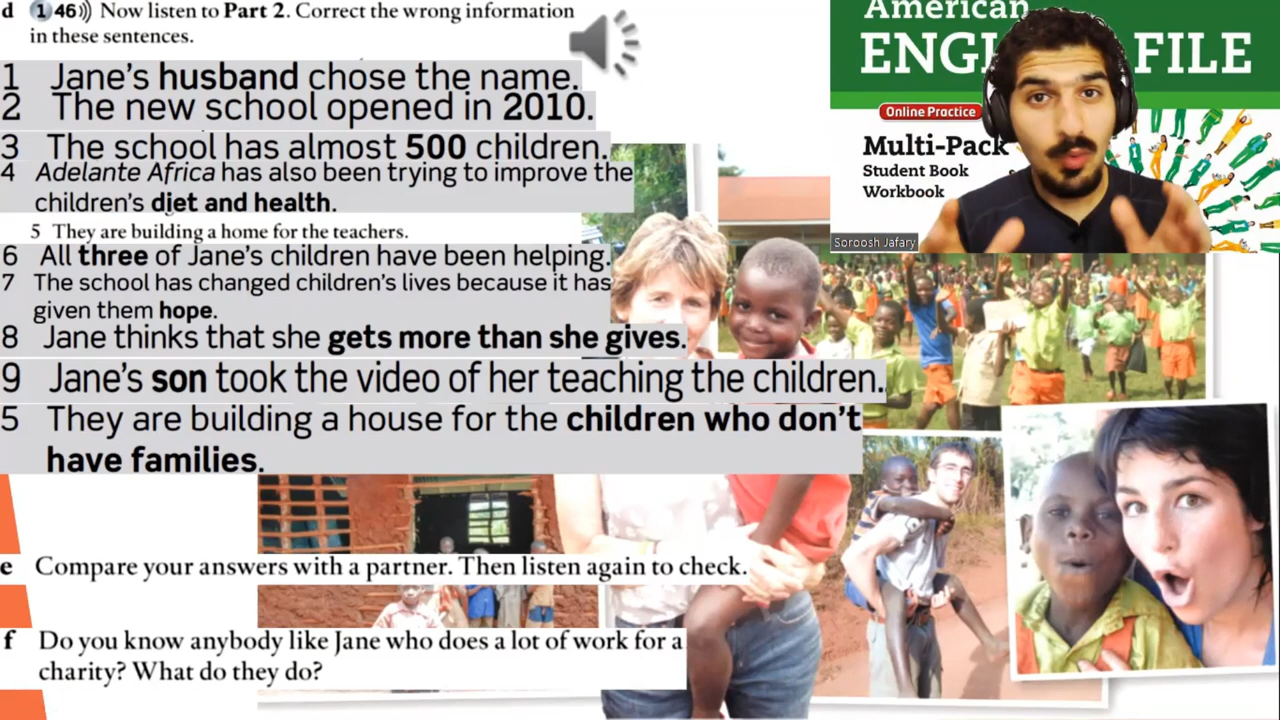 d 1 46)) Now listen to Part 2. Correct the wrong information
in these sentences.
1 Jane's husband chose the name.
2 The new school opened in 2010.
3 The school has almost 500 children.
4 Adelante Africa has also been trying to improve the
children's diet and health.
5 They are building a home for the teachers.
6 All three of Jane's children have been helping.
7 The school has changed children's lives because it has
given them hope.
8 Jane thinks that she gets more than she gives.
9 Jane's son took the video of her teaching the children.
5 They are building a house for the children who don't
have families.
e Compare your answers with a partner. Then listen again to check.
f Do you know anybody like Jane who does a lot of work for a
charity? What do they do?
American
ENGL FILE
Online Practice
Multi-Pack
Student Book
Workbook
Soroosh Jafary